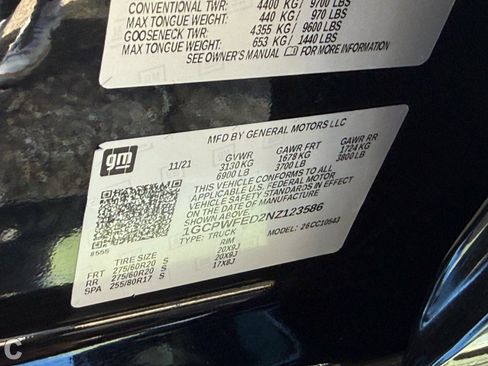 CONVENTIONAL TWR: 4400 KG/ 9700 LBS
MAX TONGUE WEIGHT: 440 KG/ 970 LBS
GOOSENECK TWR: 4355 KG/ 9600 LBS
MAX TONGUE WEIGHT: 653 KG/ 1440 LBS
SEE OWNER'S MANUAL FOR MORE INFORMATION
gm
MFD BY GENERAL MOTORS LLC
11/21 GVWR GAWR FRT GAWR RR
3130 KG 1678 KG 1724 KG
6900 LB 3700 LB 3800 LB
THIS VEHICLE CONFORMS TO ALL
APPLICABLE U.S. FEDERAL MOTOR
VEHICLE SAFETY STANDARDS IN EFFECT
ON THE DATE OF MANUFACTURE
SHOWN ABOVE
1GCPWFED2NZ123586
TYPE: TRUCK MODEL:
8555
TIRE SIZE RIM
FRT 275/60R20 S 20X9J
RR 275/60R20 S 20X9J
SPA 255/80R17 S 17X8J
C